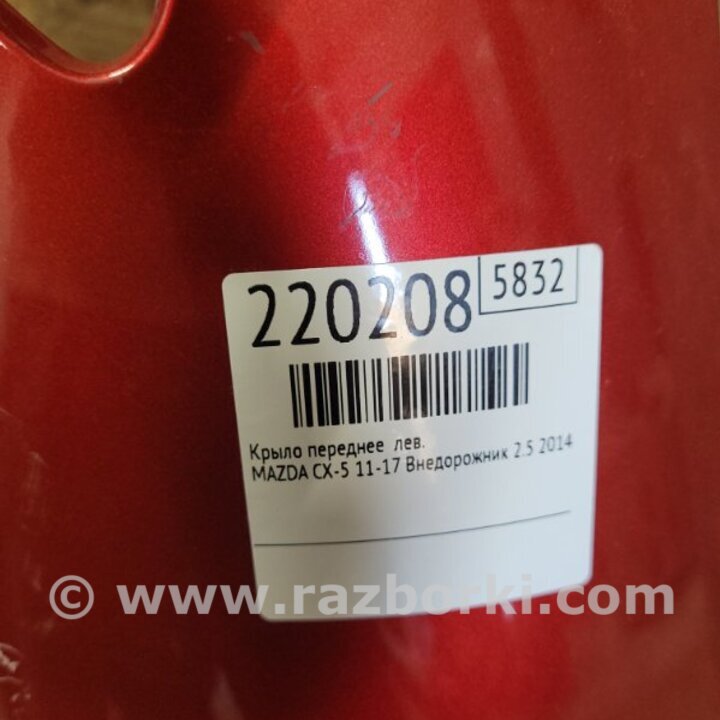 220208 5832
Крыло переднее лев.
MAZDA CX-5 11-17 Внедорожник 2.5 2014
© www.razborki.com